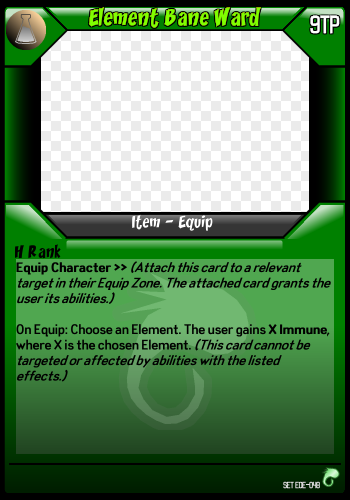 Element Bane Ward
9TP
Item - Equip
H Rank
Equip Character >> (Attach this card to a relevant
target in their Equip Zone. The attached card grants the
user its abilities.)
On Equip: Choose an Element. The user gains X Immune,
where X is the chosen Element. (This card cannot be
targeted or affected by abilities with the listed
effects.)
SET EDE-048